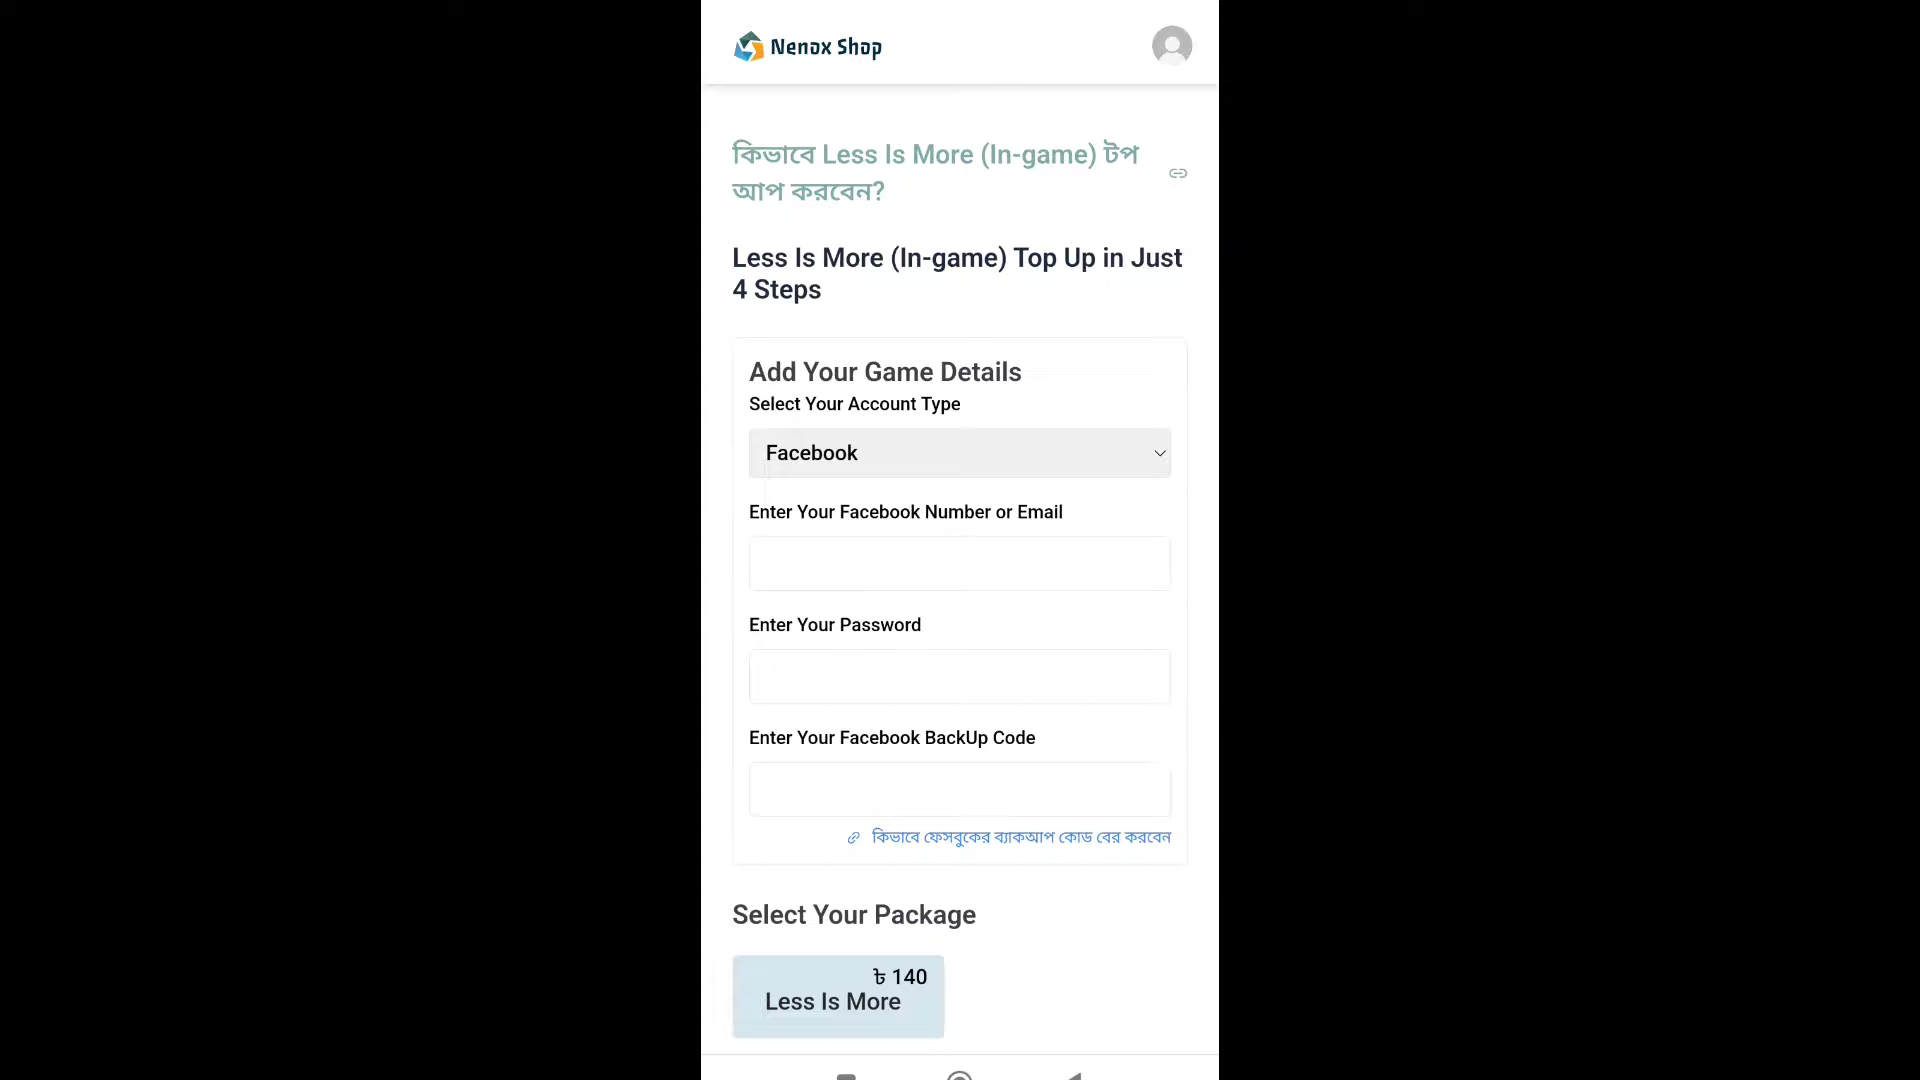 Nenox Shop
কিভাবে Less Is More (In-game) টপ
আপ করবেন?
Less Is More (In-game) Top Up in Just
4 Steps
Add Your Game Details
Select Your Account Type
Facebook
Enter Your Facebook Number or Email
Enter Your Password
Enter Your Facebook BackUp Code
কিভাবে ফেসবুকের ব্যাকআপ কোড বের করবেন
Select Your Package
৳ 140
Less Is More